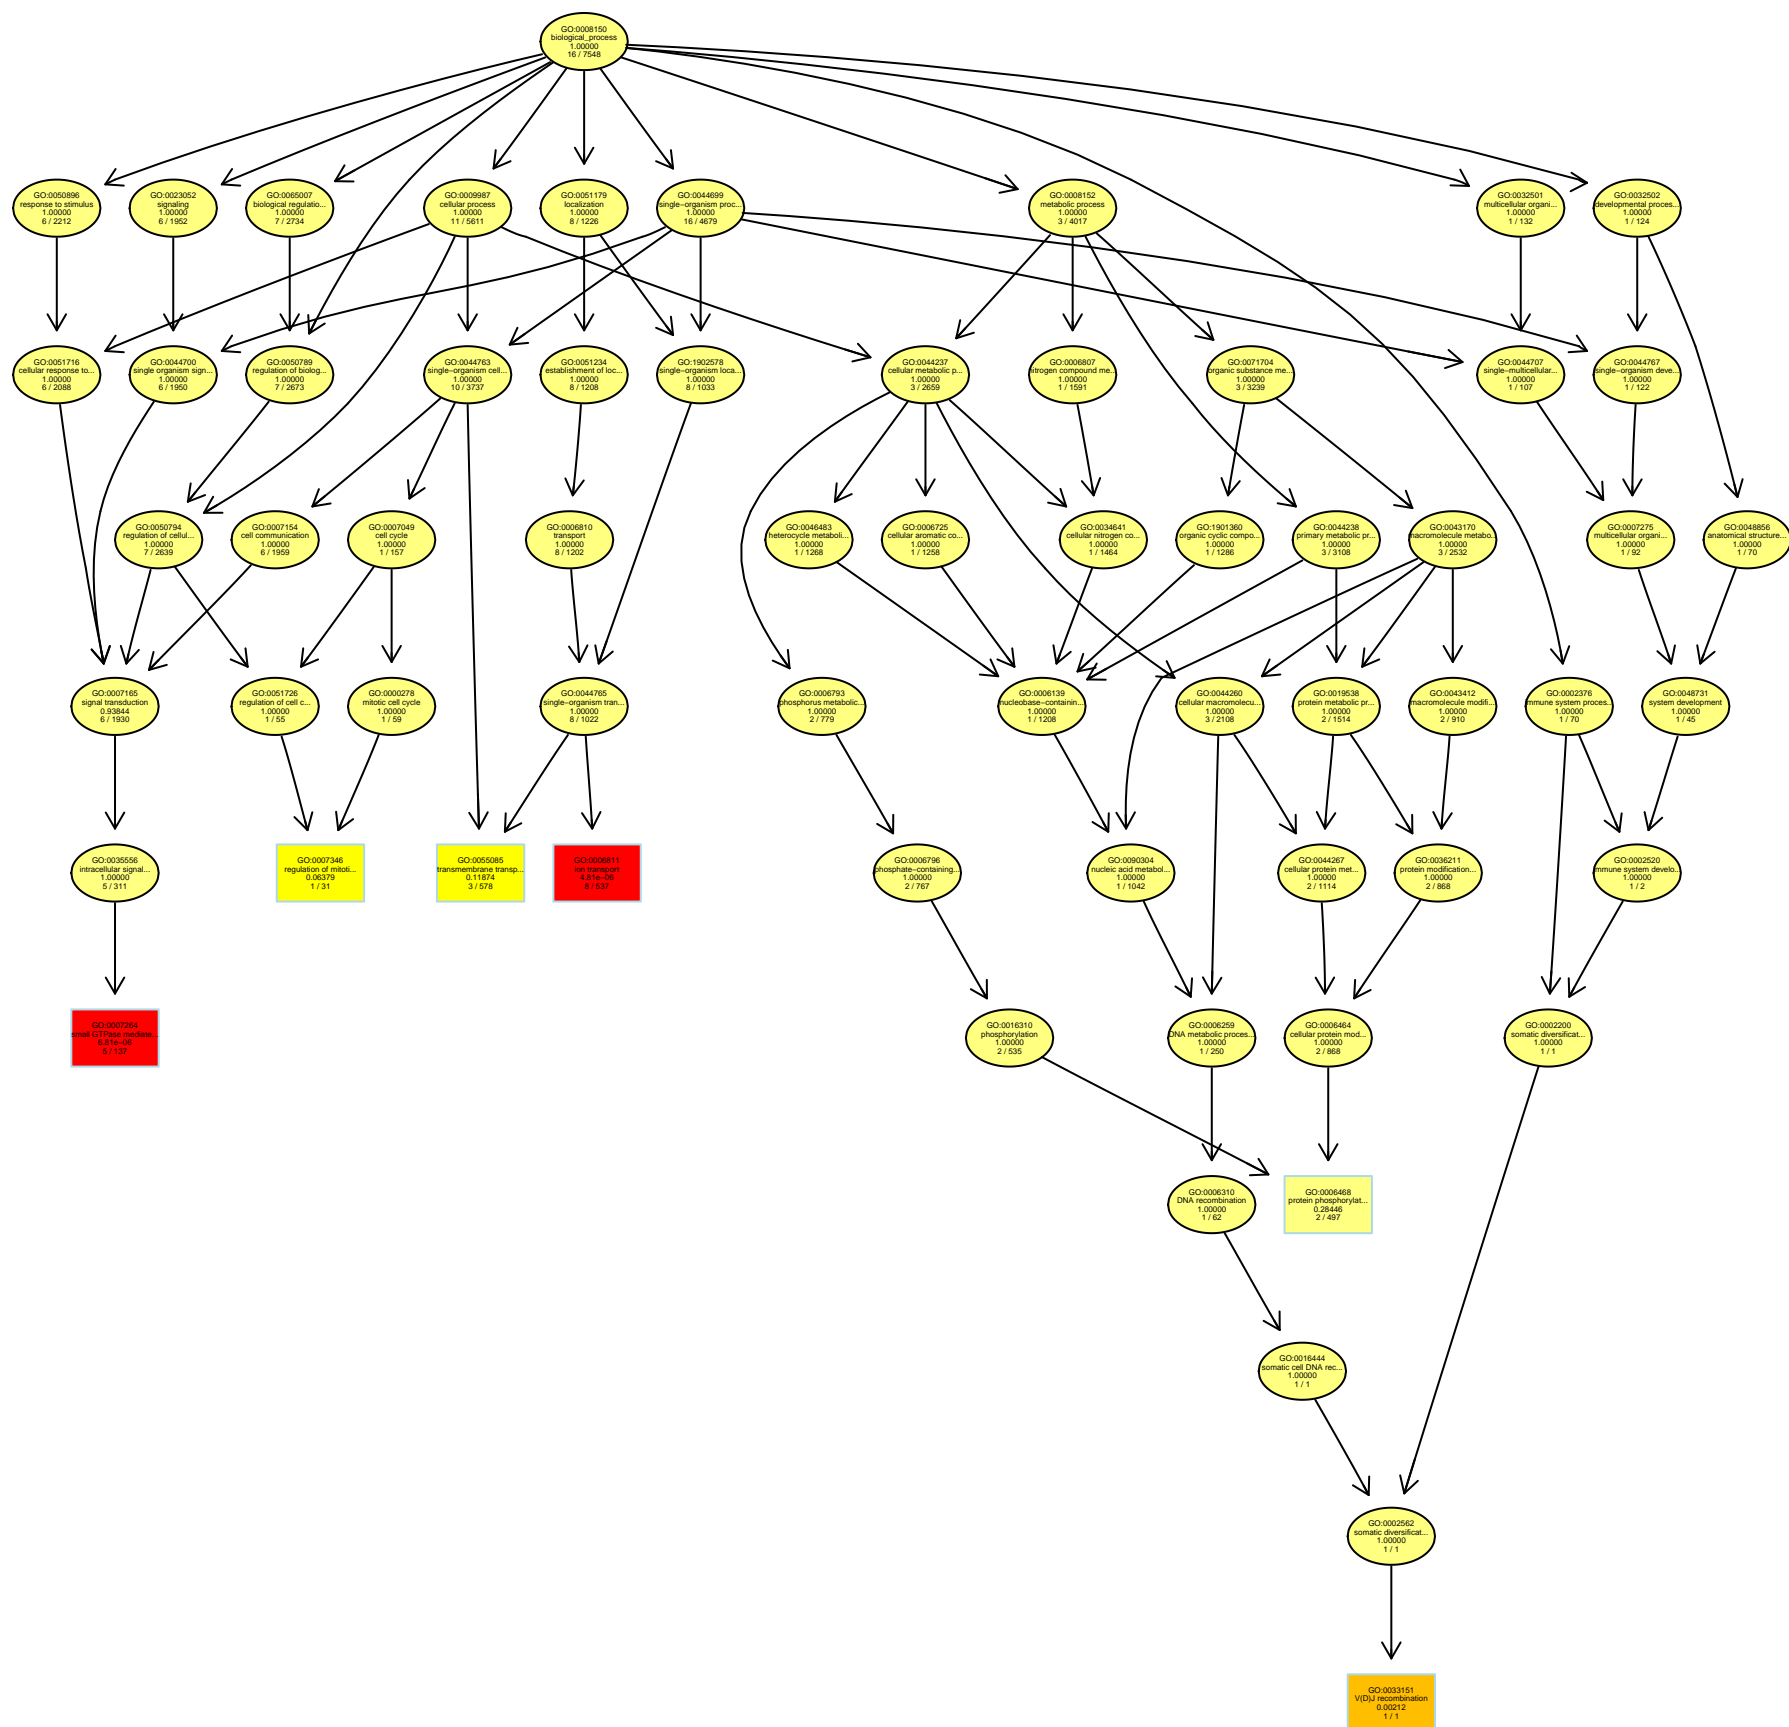 GO:0008150
biological_process
1.00000
16 / 7548
GO:0050896
response to stimulus
1.00000
6 / 2212
GO:0023052
signaling
1.00000
6 / 1952
GO:0065007
biological regulatio...
1.00000
7 / 2734
GO:0009987
cellular process
1.00000
11 / 5611
GO:0051179
localization
1.00000
8 / 1226
GO:0044699
single−organism proc...
1.00000
16 / 4679
GO:0008152
metabolic process
1.00000
3 / 4017
GO:0032501
multicellular organi...
1.00000
1 / 132
GO:0032502
developmental proces...
1.00000
1 / 124
GO:0051716
cellular response to...
1.00000
6 / 2088
GO:0044700
single organism sign...
1.00000
6 / 1950
GO:0050789
regulation of biolog...
1.00000
7 / 2673
GO:0044763
single−organism cell...
1.00000
10 / 3737
GO:0051234
establishment of loc...
1.00000
8 / 1208
GO:1902578
single−organism loca...
1.00000
8 / 1033
GO:0044237
cellular metabolic p...
1.00000
3 / 2659
GO:0006807
nitrogen compound me...
1.00000
1 / 1591
GO:0071704
organic substance me...
1.00000
3 / 3239
GO:0044707
single−multicellular...
1.00000
1 / 107
GO:0044767
single−organism deve...
1.00000
1 / 122
GO:0050794
regulation of cellul...
1.00000
7 / 2639
GO:0007154
cell communication
1.00000
6 / 1959
GO:0007049
cell cycle
1.00000
1 / 157
GO:0006810
transport
1.00000
8 / 1202
GO:0046483
heterocycle metaboli...
1.00000
1 / 1268
GO:0006725
cellular aromatic co...
1.00000
1 / 1258
GO:0034641
cellular nitrogen co...
1.00000
1 / 1464
GO:1901360
organic cyclic compo...
1.00000
1 / 1286
GO:0044238
primary metabolic pr...
1.00000
3 / 3108
GO:0043170
macromolecule metabo...
1.00000
3 / 2532
GO:0007275
multicellular organi...
1.00000
1 / 92
GO:0048856
anatomical structure...
1.00000
1 / 70
GO:0007165
signal transduction
0.93844
6 / 1930
GO:0051726
regulation of cell c...
1.00000
1 / 55
GO:0000278
mitotic cell cycle
1.00000
1 / 59
GO:0044765
single−organism tran...
1.00000
8 / 1022
GO:0006793
phosphorus metabolic...
1.00000
2 / 779
GO:0006139
nucleobase−containin...
1.00000
1 / 1208
GO:0044260
cellular macromolecu...
1.00000
3 / 2108
GO:0019538
protein metabolic pr...
1.00000
2 / 1514
GO:0043412
macromolecule modifi...
1.00000
2 / 910
GO:0002376
immune system proces...
1.00000
1 / 70
GO:0048731
system development
1.00000
1 / 45
GO:0035556
intracellular signal...
1.00000
5 / 311
GO:0007346
regulation of mitoti...
0.06379
1 / 31
GO:0055085
transmembrane transp...
0.11874
3 / 578
GO:0006811
ion transport
4.81e−06
8 / 537
GO:0006796
phosphate−containing...
1.00000
2 / 767
GO:0090304
nucleic acid metabol...
1.00000
1 / 1042
GO:0044267
cellular protein met...
1.00000
2 / 1114
GO:0036211
protein modification...
1.00000
2 / 868
GO:0002520
immune system develo...
1.00000
1 / 2
GO:0007264
small GTPase mediate...
6.81e−06
5 / 137
GO:0016310
phosphorylation
1.00000
2 / 535
GO:0006259
DNA metabolic proces...
1.00000
1 / 250
GO:0006464
cellular protein mod...
1.00000
2 / 868
GO:0002200
somatic diversificat...
1.00000
1 / 1
GO:0006310
DNA recombination
1.00000
1 / 62
GO:0006468
protein phosphorylat...
0.28446
2 / 497
GO:0016444
somatic cell DNA rec...
1.00000
1 / 1
GO:0002562
somatic diversificat...
1.00000
1 / 1
GO:0033151
V(D)J recombination
0.00212
1 / 1